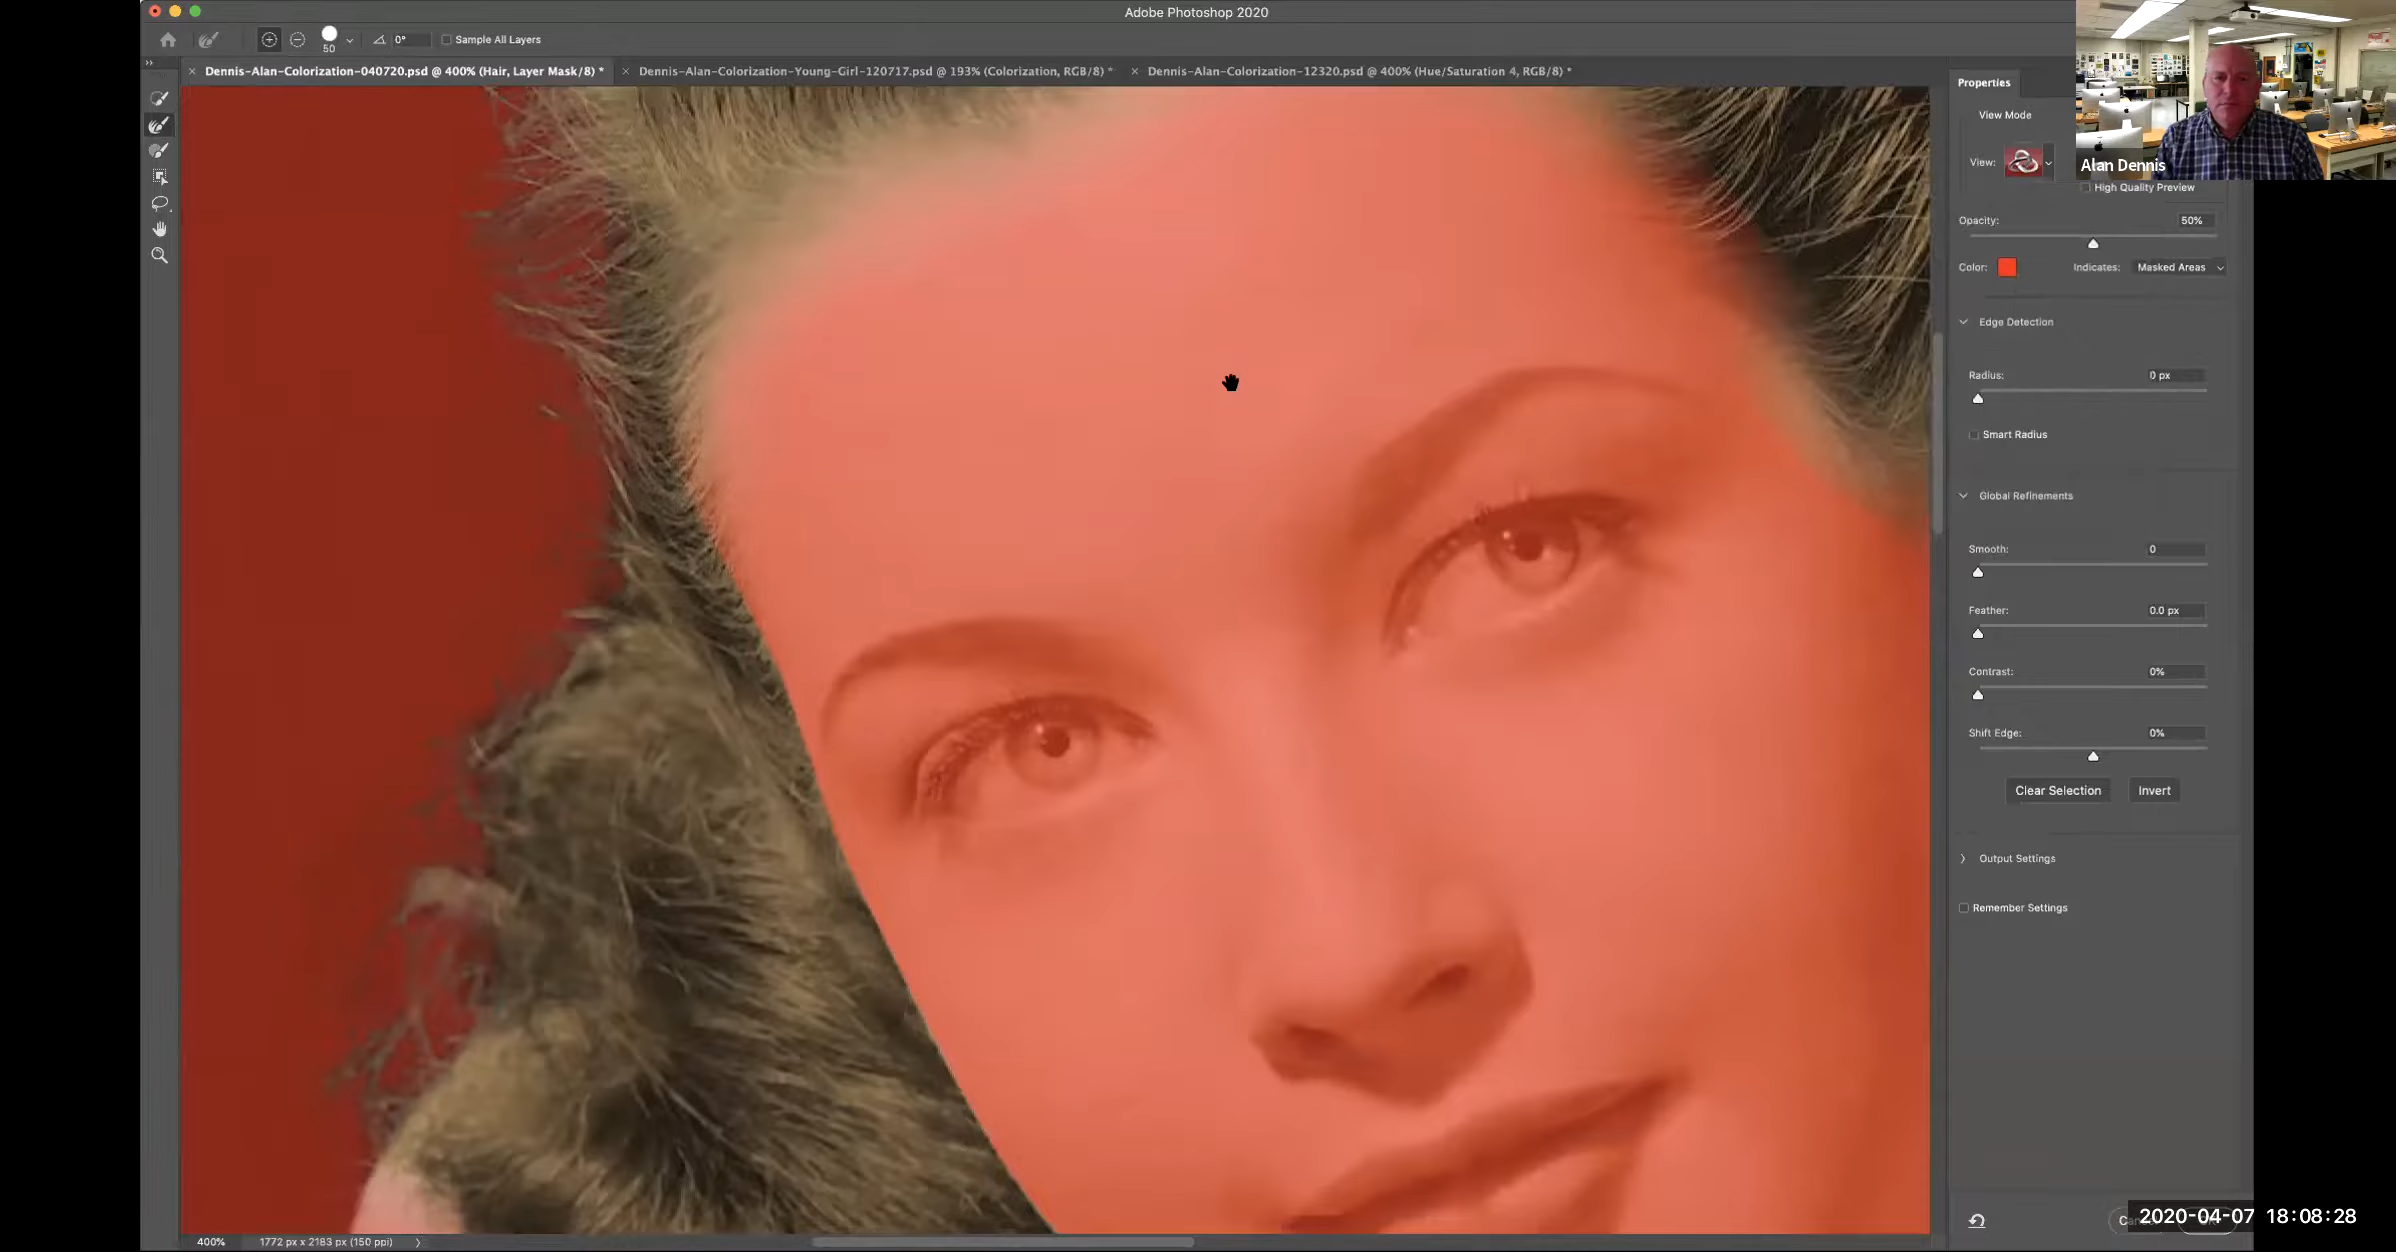 Adobe Photoshop 2020
50
0°
Sample All Layers
Dennis-Alan-Colorization-040720.psd @ 400% (Hair, Layer Mask/8) *
Dennis-Alan-Colorization-Young-Girl-120717.psd @ 193% (Colorization, RGB/8) *
Dennis-Alan-Colorization-12320.psd @ 400% (Hue/Saturation 4, RGB/8) *
Properties
View Mode
View:
Alan Dennis
High Quality Preview
Opacity:
50%
Color:
Indicates:
Masked Areas
Edge Detection
Radius:
0 px
Smart Radius
Global Refinements
Smooth:
0
Feather:
0.0 px
Contrast:
0%
Shift Edge:
0%
Clear Selection
Invert
Output Settings
Remember Settings
2020-04-07 18:08:28
400%
1772 px x 2183 px (150 ppi)